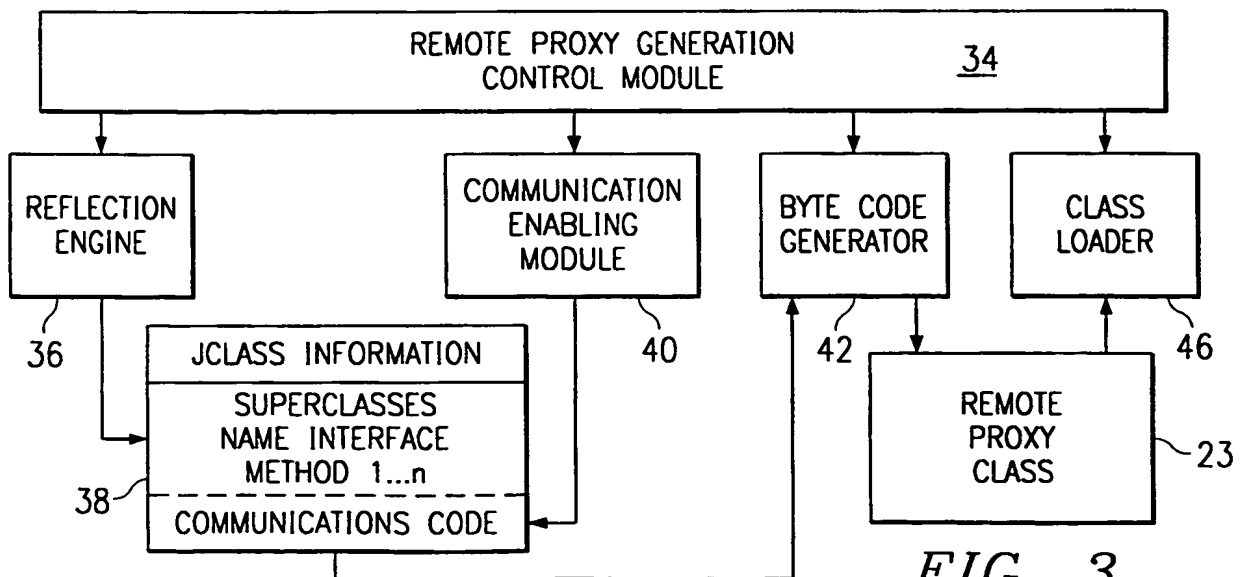 REMOTE PROXY GENERATION
CONTROL MODULE
34
REFLECTION
ENGINE
COMMUNICATION
ENABLING
MODULE
BYTE CODE
GENERATOR
CLASS
LOADER
36
40
42
46
JCLASS INFORMATION
SUPERCLASSES
NAME INTERFACE
METHOD 1...n
38
COMMUNICATIONS CODE
REMOTE
PROXY
CLASS
23
FIG. 3